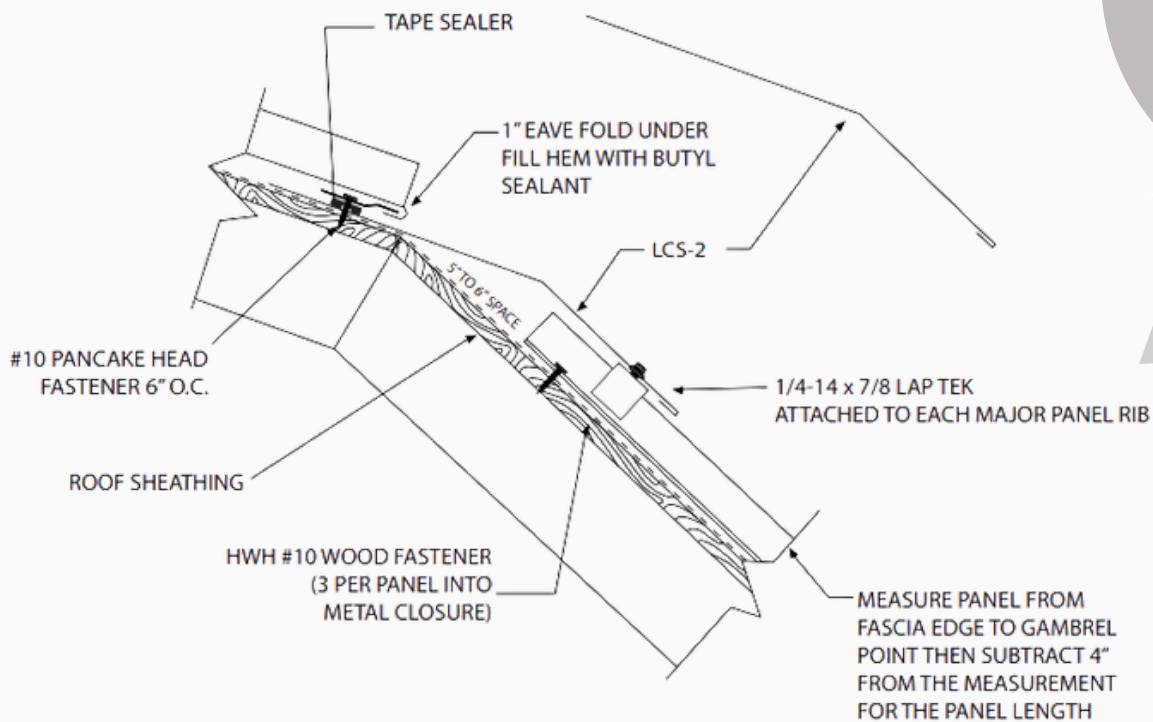 TAPE SEALER
1” EAVE FOLD UNDER
FILL HEM WITH BUTYL
SEALANT
LCS-2
5” TO 6” SPACE
#10 PANCAKE HEAD
FASTENER 6” O.C.
1/4-14 x 7/8 LAP TEK
ATTACHED TO EACH MAJOR PANEL RIB
ROOF SHEATHING
HWH #10 WOOD FASTENER
(3 PER PANEL INTO
METAL CLOSURE)
MEASURE PANEL FROM
FASCIA EDGE TO GAMBREL
POINT THEN SUBTRACT 4”
FROM THE MEASUREMENT
FOR THE PANEL LENGTH